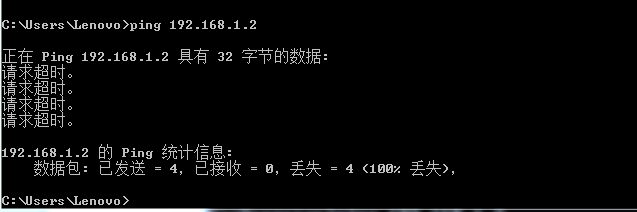 C:\Users\Lenovo>ping 192.168.1.2
正在 Ping 192.168.1.2 具有 32 字节的数据:
请求超时。
请求超时。
请求超时。
请求超时。
192.168.1.2 的 Ping 统计信息:
数据包: 已发送 = 4, 已接收 = 0, 丢失 = 4 (100% 丢失),
C:\Users\Lenovo>